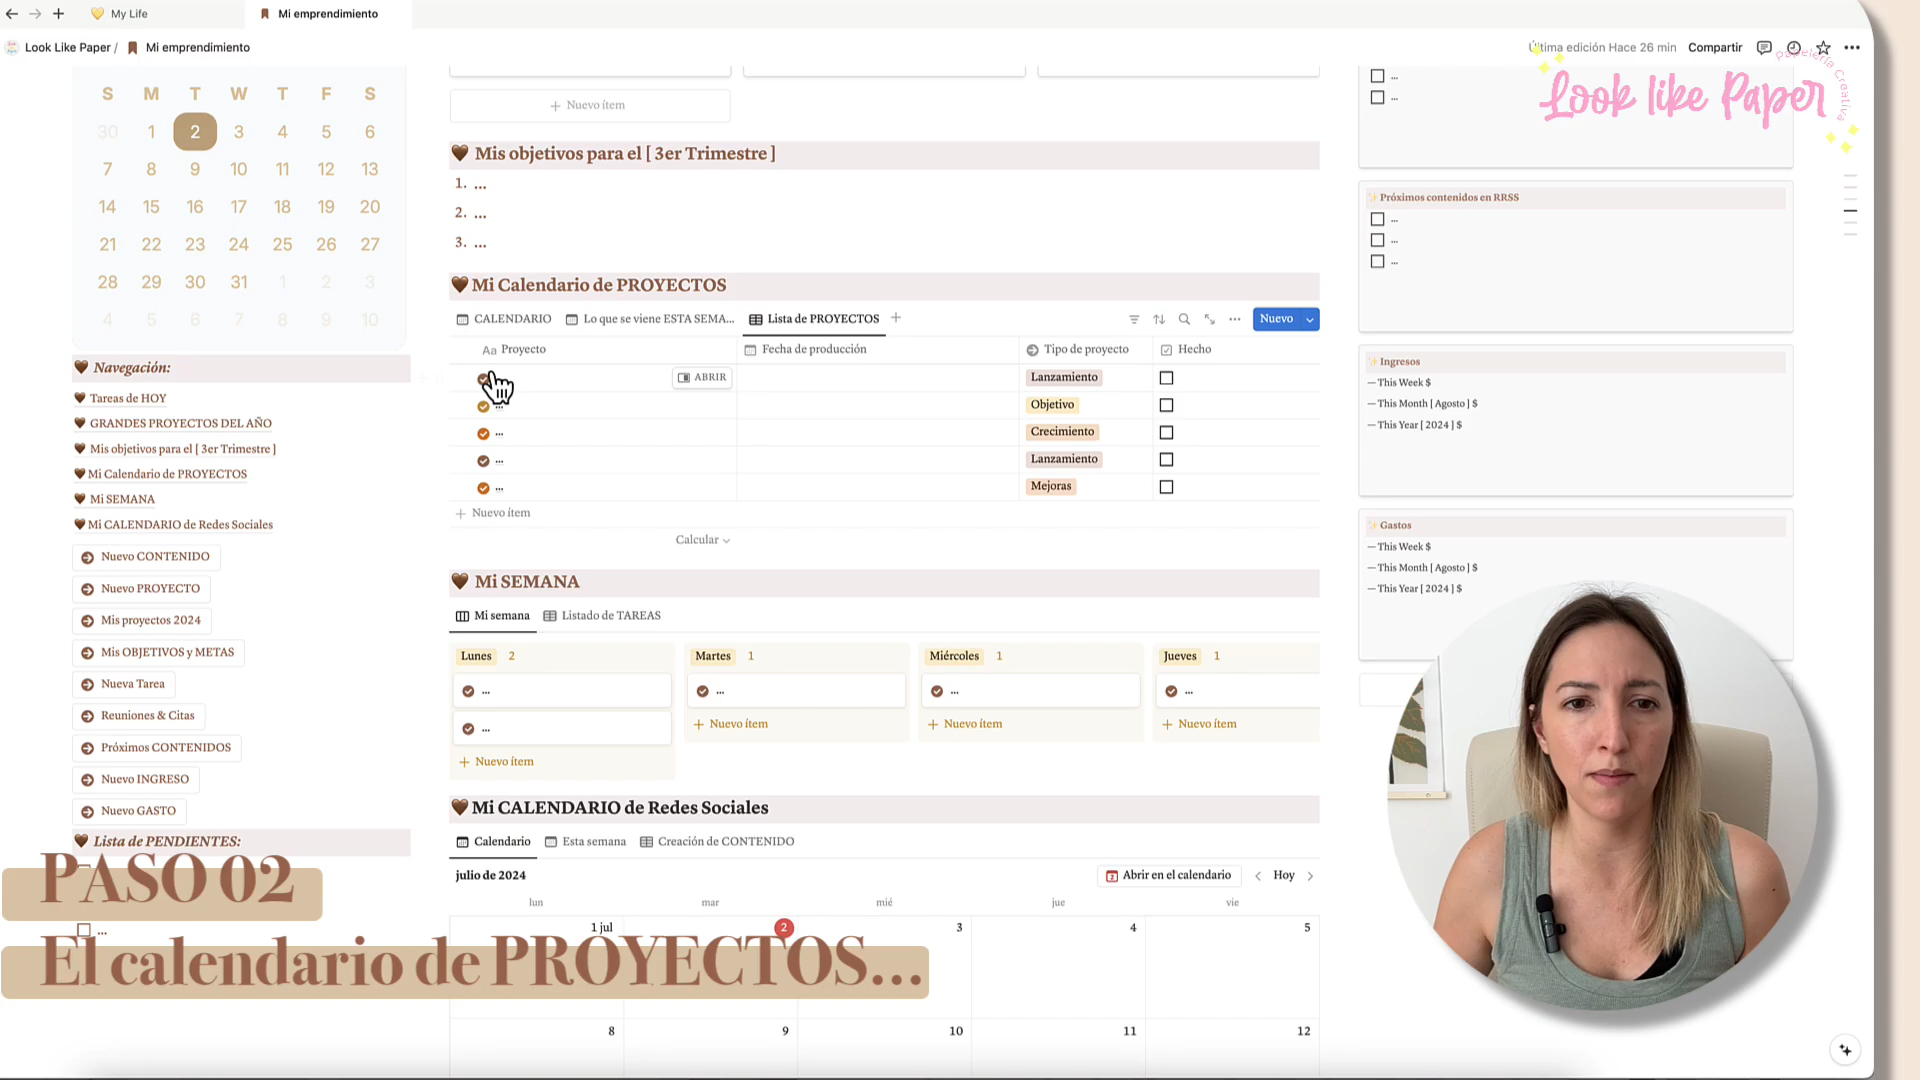 My Life
Mi emprendimiento
Look Like Paper / Mi emprendimiento
Última edición Hace 26 min Compartir
Papelería Creativa
Look like Paper
S M T W T F S
30 1 2 3 4 5 6
7 8 9 10 11 12 13
14 15 16 17 18 19 20
21 22 23 24 25 26 27
28 29 30 31 1 2 3
4 5 6 7 8 9 10
Navegación:
Tareas de HOY
GRANDES PROYECTOS DEL AÑO
Mis objetivos para el [ 3er Trimestre ]
Mi Calendario de PROYECTOS
Mi SEMANA
Mi CALENDARIO de Redes Sociales
Nuevo CONTENIDO
Nuevo PROYECTO
Mis proyectos 2024
Mis OBJETIVOS y METAS
Nueva Tarea
Reuniones & Citas
Próximos CONTENIDOS
Nuevo INGRESO
Nuevo GASTO
Lista de PENDIENTES:
...
PASO 02
El calendario de PROYECTOS...
+ Nuevo ítem
Mis objetivos para el [ 3er Trimestre ]
1. ...
2. ...
3. ...
Mi Calendario de PROYECTOS
CALENDARIO Lo que se viene ESTA SEMA... Lista de PROYECTOS +
Nuevo
Aa Proyecto Fecha de producción Tipo de proyecto Hecho
ABRIR Lanzamiento
... Objetivo
... Crecimiento
... Lanzamiento
... Mejoras
+ Nuevo ítem
Calcular
Mi SEMANA
Mi semana Listado de TAREAS
Lunes 2 Martes 1 Miércoles 1 Jueves 1
... ... ... ...
... + Nuevo ítem + Nuevo ítem + Nuevo ítem
+ Nuevo ítem
Mi CALENDARIO de Redes Sociales
Calendario Esta semana Creación de CONTENIDO
julio de 2024 Abrir en el calendario < Hoy >
lun mar mié jue vie
1 jul 2 3 4 5
8 9 10 11 12
...
...
Próximos contenidos en RRSS
...
...
...
Ingresos
— This Week $
— This Month [ Agosto ] $
— This Year [ 2024 ] $
Gastos
— This Week $
— This Month [ Agosto ] $
— This Year [ 2024 ] $